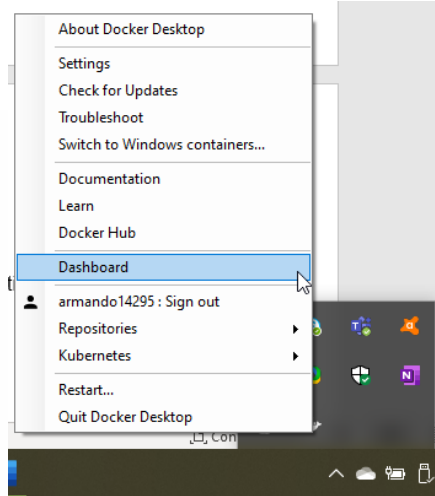 About Docker Desktop
Settings
Check for Updates
Troubleshoot
Switch to Windows containers...
Documentation
Learn
Docker Hub
Dashboard
armando14295 : Sign out
Repositories
Kubernetes
Restart...
Quit Docker Desktop
Con